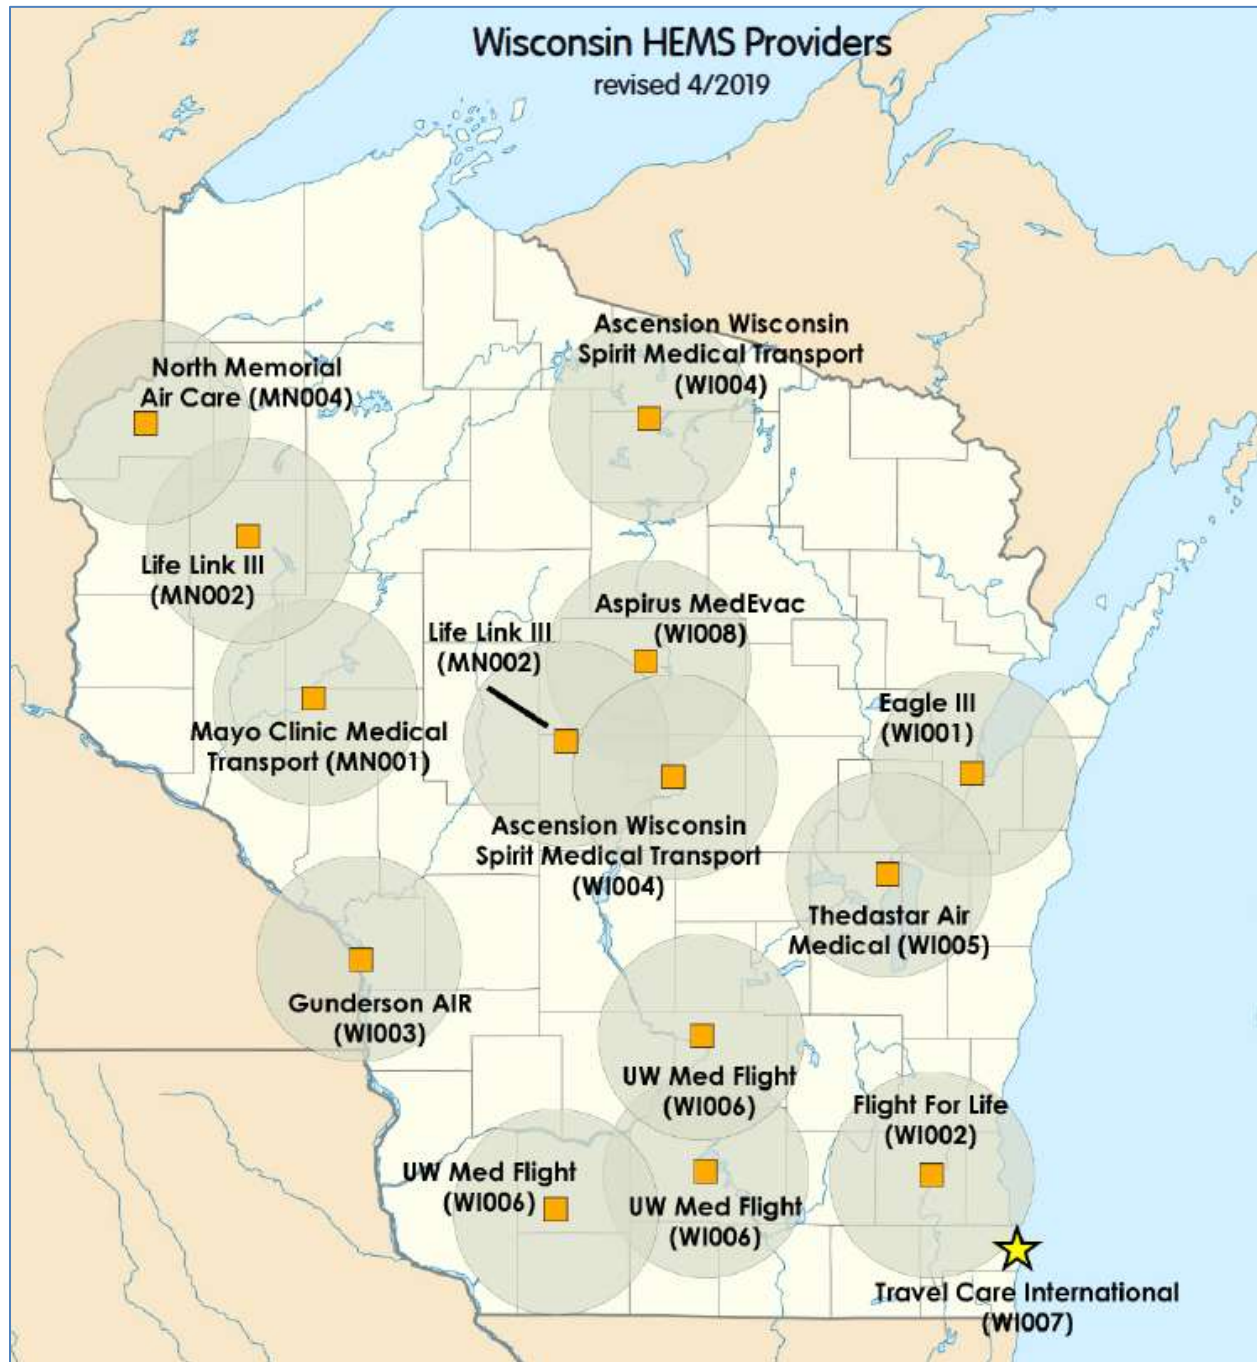 Wisconsin HEMS Providers
revised 4/2019
Ascension Wisconsin
Spirit Medical Transport
(WI004)
North Memorial
Air Care (MN004)
Life Link III
(MN002)
Aspirus MedEvac
(WI008)
Life Link III
(MN002)
Eagle III
(WI001)
Mayo Clinic Medical
Transport (MN001)
Ascension Wisconsin
Spirit Medical Transport
(WI004)
Thedastar Air
Medical (WI005)
Gunderson AIR
(WI003)
UW Med Flight
(WI006)
Flight For Life
(WI002)
UW Med Flight
(WI006)
UW Med Flight
(WI006)
Travel Care International
(WI007)